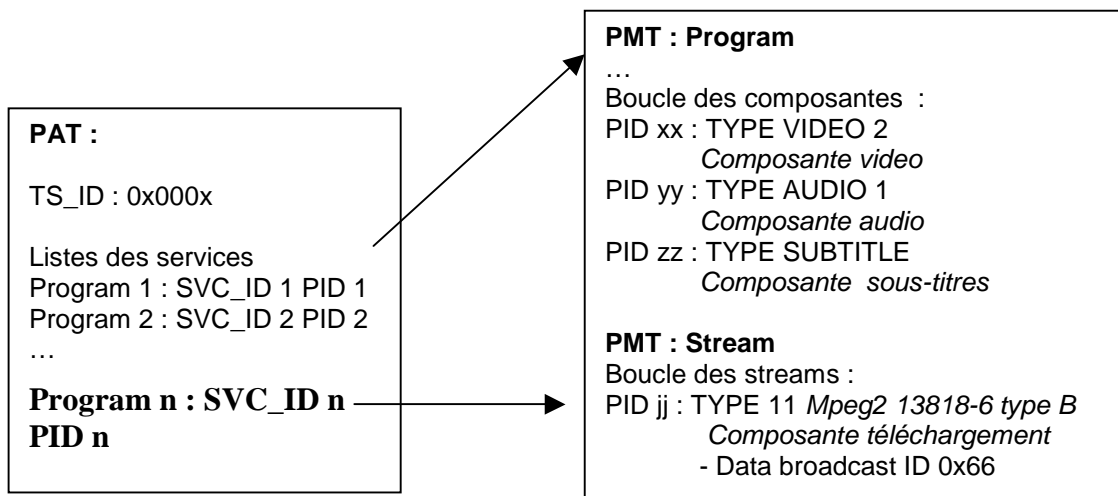 PAT :
TS_ID : 0x000x
Listes des services
Program 1 : SVC_ID 1 PID 1
Program 2 : SVC_ID 2 PID 2
…
Program n : SVC_ID n
PID n
PMT : Program
…
Boucle des composantes :
PID xx : TYPE VIDEO 2
Composante video
PID yy : TYPE AUDIO 1
Composante audio
PID zz : TYPE SUBTITLE
Composante sous-titres
PMT : Stream
Boucle des streams :
PID jj : TYPE 11 Mpeg2 13818-6 type B
Composante téléchargement
- Data broadcast ID 0x66